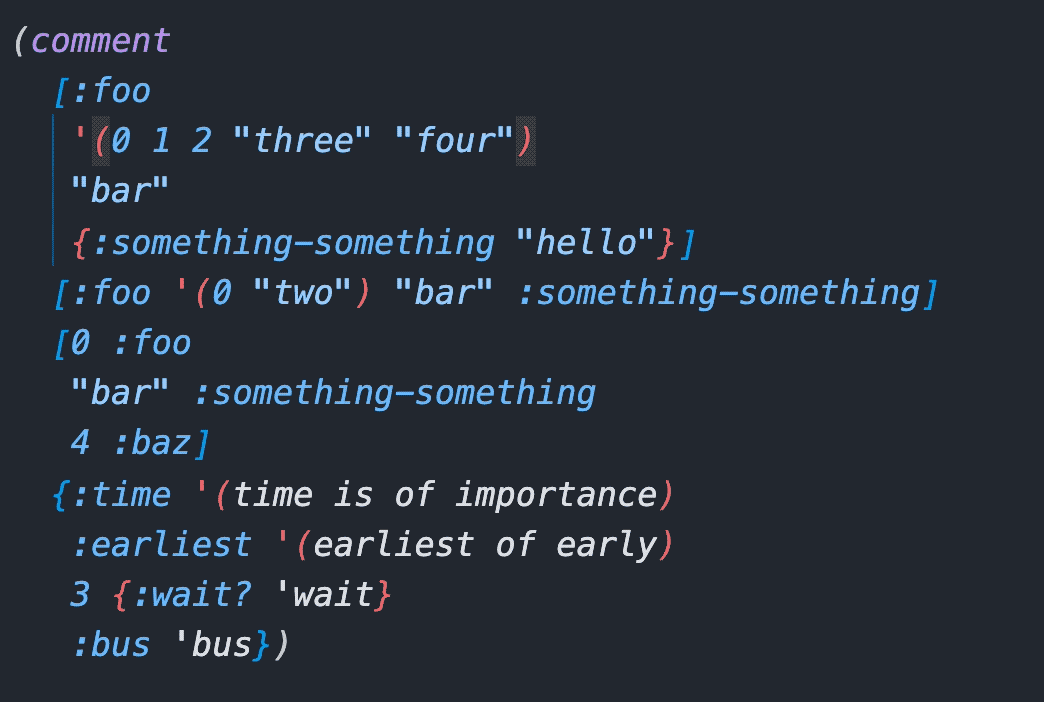 (comment
  [:foo
   '(0 1 2 "three" "four")
   "bar"
   {:something-something "hello"}]
  [:foo '(0 "two") "bar" :something-something]
  [0 :foo
   "bar" :something-something
   4 :baz]
  {:time '(time is of importance)
   :earliest '(earliest of early)
   3 {:wait? 'wait}
   :bus 'bus})